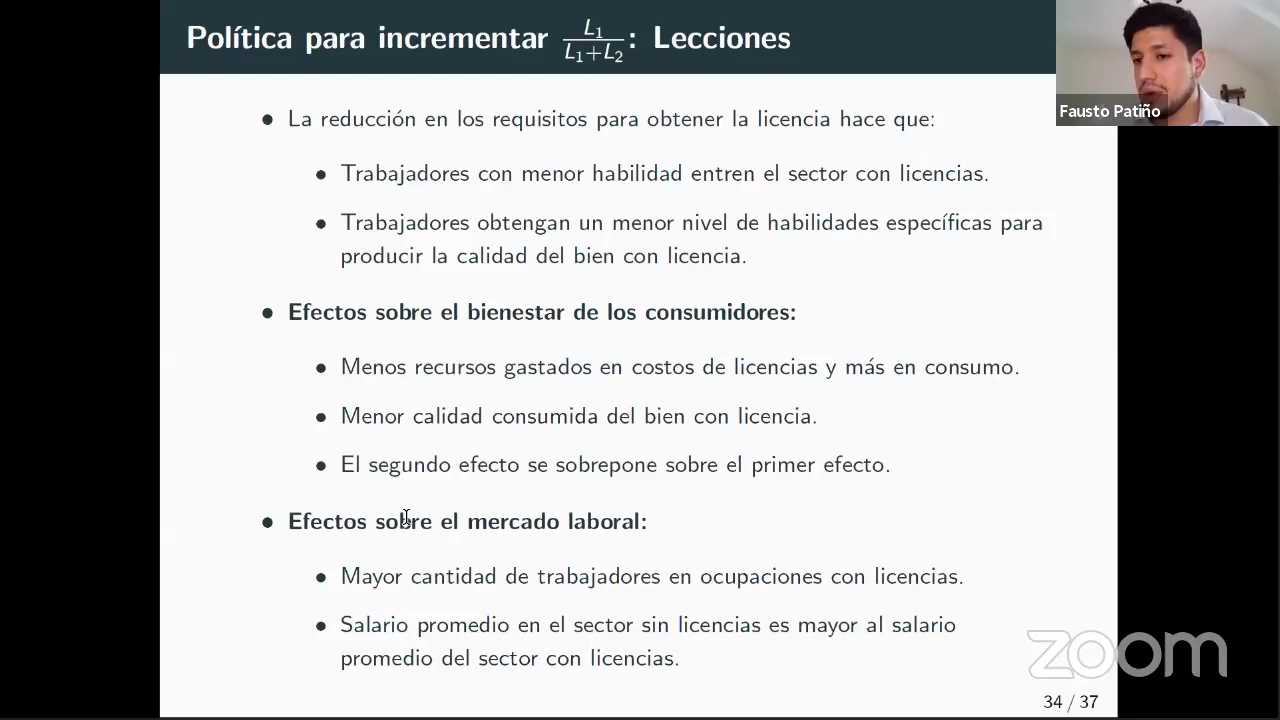 Política para incrementar L₁/(L₁+L₂): Lecciones
Fausto Patiño
• La reducción en los requisitos para obtener la licencia hace que:
• Trabajadores con menor habilidad entren el sector con licencias.
• Trabajadores obtengan un menor nivel de habilidades específicas para
producir la calidad del bien con licencia.
• Efectos sobre el bienestar de los consumidores:
• Menos recursos gastados en costos de licencias y más en consumo.
• Menor calidad consumida del bien con licencia.
• El segundo efecto se sobrepone sobre el primer efecto.
• Efectos sobre el mercado laboral:
• Mayor cantidad de trabajadores en ocupaciones con licencias.
• Salario promedio en el sector sin licencias es mayor al salario
promedio del sector con licencias.
zoom
34 / 37